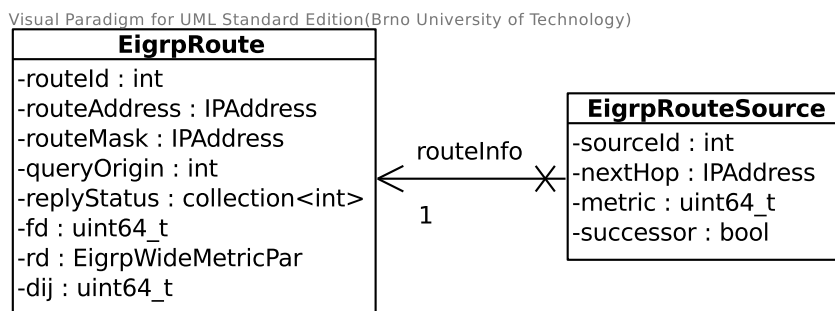 Visual Paradigm for UML Standard Edition(Brno University of Technology)
EigrpRoute
-routeId : int
-routeAddress : IPAddress
-routeMask : IPAddress
-queryOrigin : int
-replyStatus : collection<int>
-fd : uint64_t
-rd : EigrpWideMetricPar
-dij : uint64_t
routeInfo
1
EigrpRouteSource
-sourceId : int
-nextHop : IPAddress
-metric : uint64_t
-successor : bool